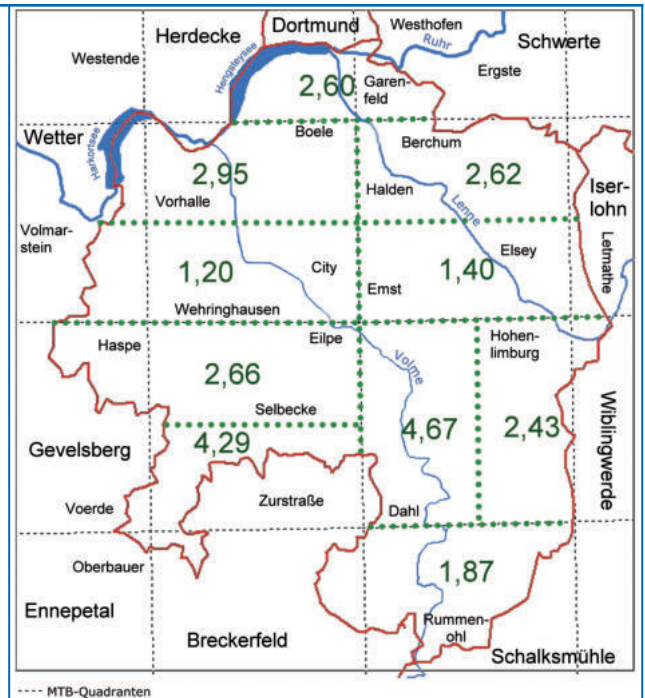 Dortmund
Westhofen
Herdecke
Ruhr
Schwerte
Westende
Hengsteysee
Ergste
2,60
Garen-
feld
Wetter
Harkortsee
Boele
Berchum
2,95
2,62
Iser-
lohn
Vorhalle
Halden
Lenne
Volmar-
stein
Letmathe
Elsey
1,20
City
1,40
Emst
Wehringhausen
Haspe
Eilpe
Hohen-
limburg
Volme
2,66
Selbecke
4,67
2,43
Wiblingwerde
Gevelsberg
4,29
Voerde
Zurstraße
Dahl
Oberbauer
1,87
Ennepetal
Rummen-
ohl
Breckerfeld
Schalksmühle
---- MTB-Quadranten